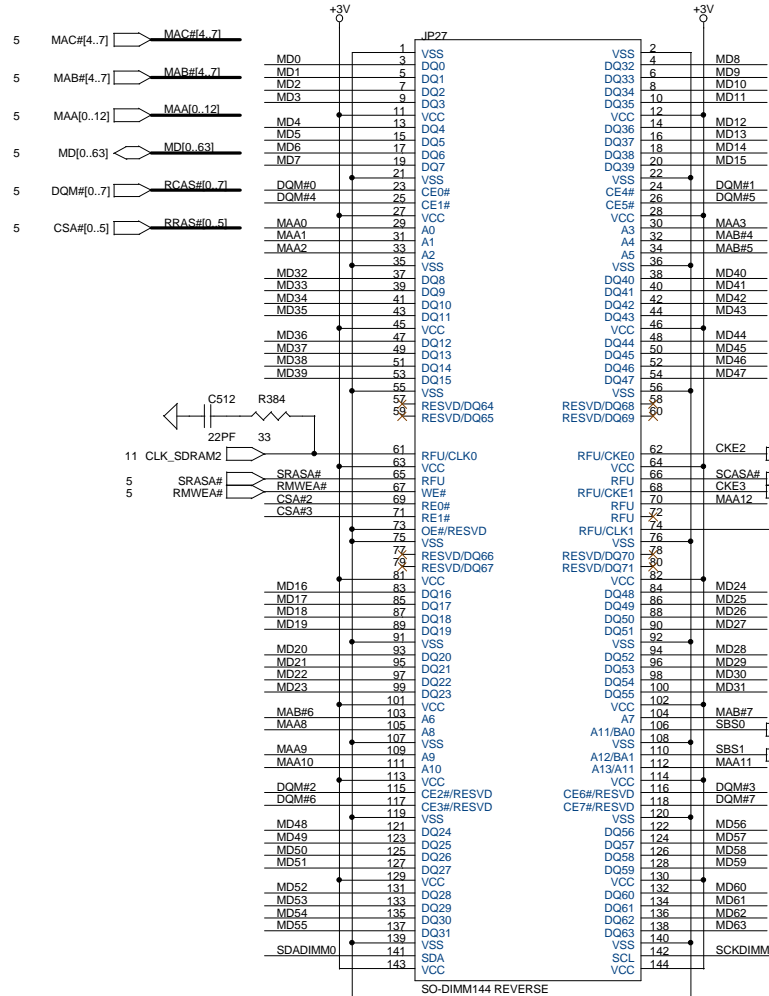 +3V +3V
JP27
5 MAC#[4..7] MAC#[4..7]
5 MAB#[4..7] MAB#[4..7]
5 MAA[0..12] MAA[0..12]
5 MD[0..63] MD[0..63]
5 DQM#[0..7] RCAS#[0..7]
5 CSA#[0..5] RRAS#[0..5]
1 VSS VSS 2
MD0 3 DQ0 DQ32 4 MD8
MD1 5 DQ1 DQ33 6 MD9
MD2 7 DQ2 DQ34 8 MD10
MD3 9 DQ3 DQ35 10 MD11
11 VCC VCC 12
MD4 13 DQ4 DQ36 14 MD12
MD5 15 DQ5 DQ37 16 MD13
MD6 17 DQ6 DQ38 18 MD14
MD7 19 DQ7 DQ39 20 MD15
21 VSS VSS 22
DQM#0 23 CE0# CE4# 24 DQM#1
DQM#4 25 CE1# CE5# 26 DQM#5
27 VCC VCC 28
MAA0 29 A0 A3 30 MAA3
MAA1 31 A1 A4 32 MAB#4
MAA2 33 A2 A5 34 MAB#5
35 VSS VSS 36
MD32 37 DQ8 DQ40 38 MD40
MD33 39 DQ9 DQ41 40 MD41
MD34 41 DQ10 DQ42 42 MD42
MD35 43 DQ11 DQ43 44 MD43
45 VCC VCC 46
MD36 47 DQ12 DQ44 48 MD44
MD37 49 DQ13 DQ45 50 MD45
MD38 51 DQ14 DQ46 52 MD46
MD39 53 DQ15 DQ47 54 MD47
55 VSS VSS 56
57 RESVD/DQ64 RESVD/DQ68 58
59 RESVD/DQ65 RESVD/DQ69 60
C512 R384
22PF 33
11 CLK_SDRAM2 61 RFU/CLK0 RFU/CKE0 62 CKE2
63 VCC VCC 64
5 SRASA# SRASA# 65 RFU RFU 66 SCASA#
5 RMWEA# RMWEA# 67 WE# RFU/CKE1 68 CKE3
CSA#2 69 RE0# RFU 70 MAA12
CSA#3 71 RE1# RFU 72
73 OE#/RESVD RFU/CLK1 74
75 VSS VSS 76
77 RESVD/DQ66 RESVD/DQ70 78
79 RESVD/DQ67 RESVD/DQ71 80
81 VCC VCC 82
MD16 83 DQ16 DQ48 84 MD24
MD17 85 DQ17 DQ49 86 MD25
MD18 87 DQ18 DQ50 88 MD26
MD19 89 DQ19 DQ51 90 MD27
91 VSS VSS 92
MD20 93 DQ20 DQ52 94 MD28
MD21 95 DQ21 DQ53 96 MD29
MD22 97 DQ22 DQ54 98 MD30
MD23 99 DQ23 DQ55 100 MD31
101 VCC VCC 102
MAB#6 103 A6 A7 104 MAB#7
MAA8 105 A8 A11/BA0 106 SBS0
107 VSS VSS 108
MAA9 109 A9 A12/BA1 110 SBS1
MAA10 111 A10 A13/A11 112 MAA11
113 VCC VCC 114
DQM#2 115 CE2#/RESVD CE6#/RESVD 116 DQM#3
DQM#6 117 CE3#/RESVD CE7#/RESVD 118 DQM#7
119 VSS VSS 120
MD48 121 DQ24 DQ56 122 MD56
MD49 123 DQ25 DQ57 124 MD57
MD50 125 DQ26 DQ58 126 MD58
MD51 127 DQ27 DQ59 128 MD59
129 VCC VCC 130
MD52 131 DQ28 DQ60 132 MD60
MD53 133 DQ29 DQ61 134 MD61
MD54 135 DQ30 DQ62 136 MD62
MD55 137 DQ31 DQ63 138 MD63
139 VSS VSS 140
SDADIMM0 141 SDA SCL 142 SCKDIMM
143 VCC VCC 144
SO-DIMM144 REVERSE